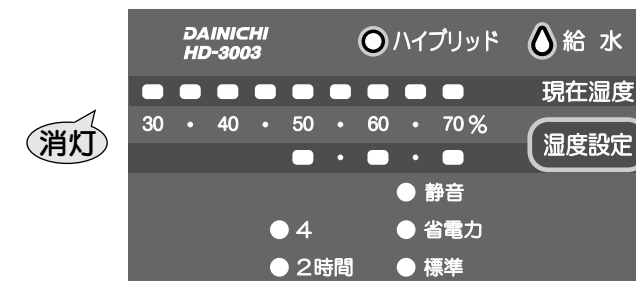 DAINICHI
HD-3003
ハイブリッド
給 水
現在湿度
30 ・ 40 ・ 50 ・ 60 ・ 70%
消灯
湿度設定
静音
4
省電力
2時間
標準